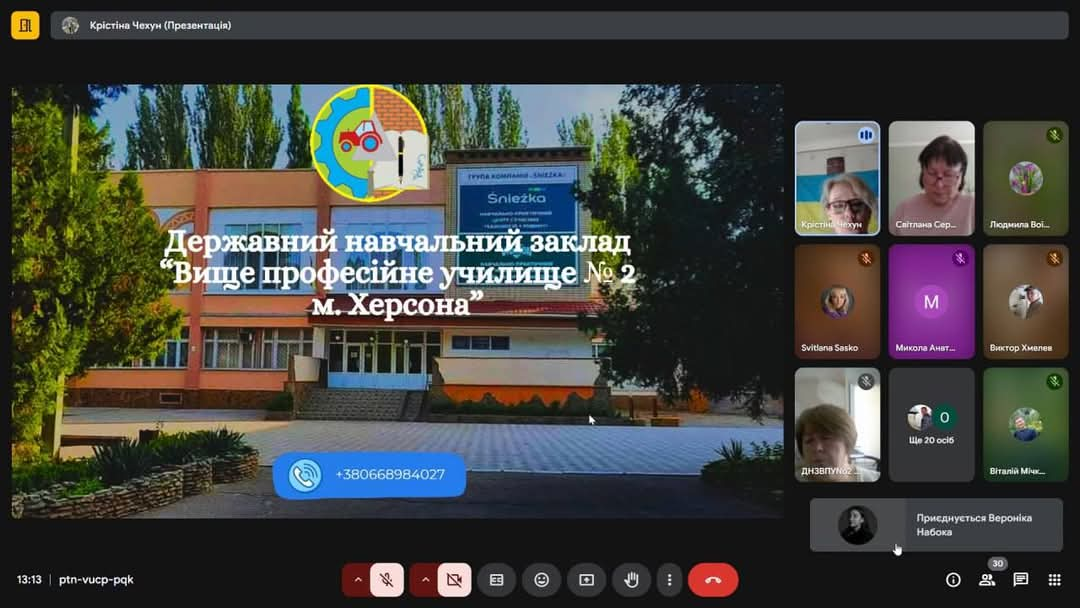 Крістіна Чехун (Презентація)
ГРУПА КОМПАНІЙ «ŚNIEŻKA»
Śnieżka
Державний навчальний заклад
“Вище професійне училище № 2
м. Херсона”
+380668984027
Крістіна Чехун
Світлана Сер...
Людмила Вої...
Svitlana Sasko
М
Микола Анат...
Виктор Хмелев
ДНЗВПУNo2 ...
О
Ще 20 осіб
Віталій Мічк...
Приєднується Вероніка
Набока
13:13 | ptn-vucp-pqk
30